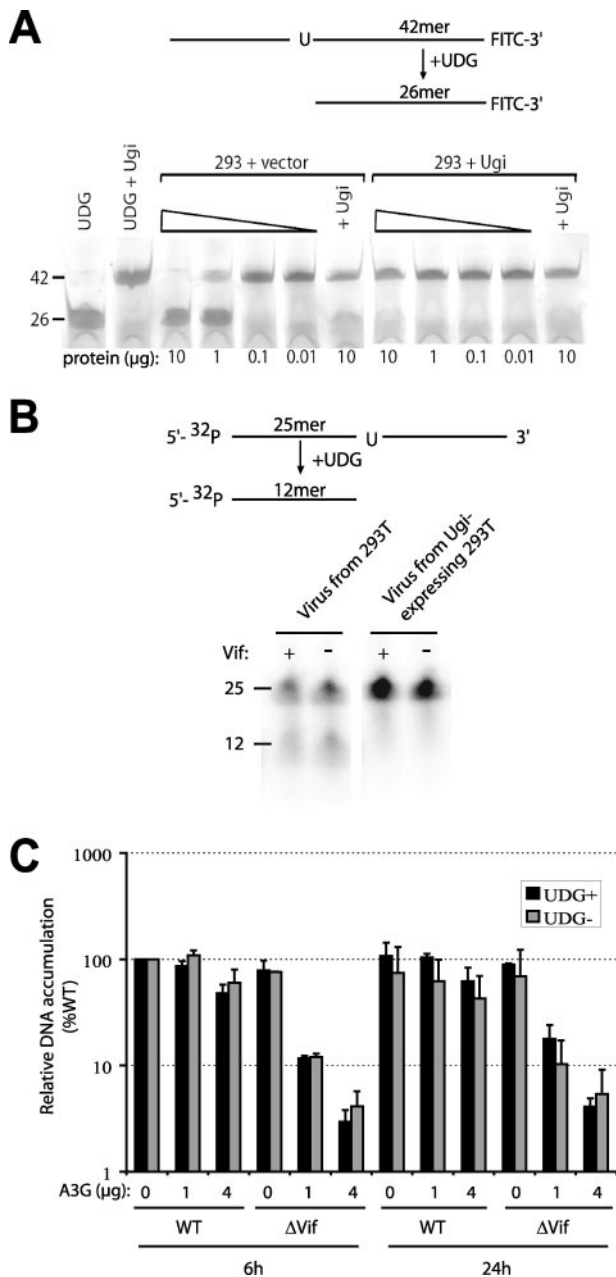 A
42mer
U FITC-3'
+UDG
26mer
FITC-3'
293 + vector 293 + Ugi
UDG UDG + Ugi + Ugi + Ugi
42
26
protein (µg): 10 1 0.1 0.01 10 10 1 0.1 0.01 10
B
25mer
5'- 32P U 3'
+UDG
12mer
5'- 32P
Virus from 293T
Virus from Ugi-
expressing 293T
Vif: + - + -
25
12
C
1000
UDG+
UDG-
100
10
1
Relative DNA accumulation
(%WT)
A3G (µg): 0 1 4 0 1 4 0 1 4 0 1 4
WT ΔVif WT ΔVif
6h 24h